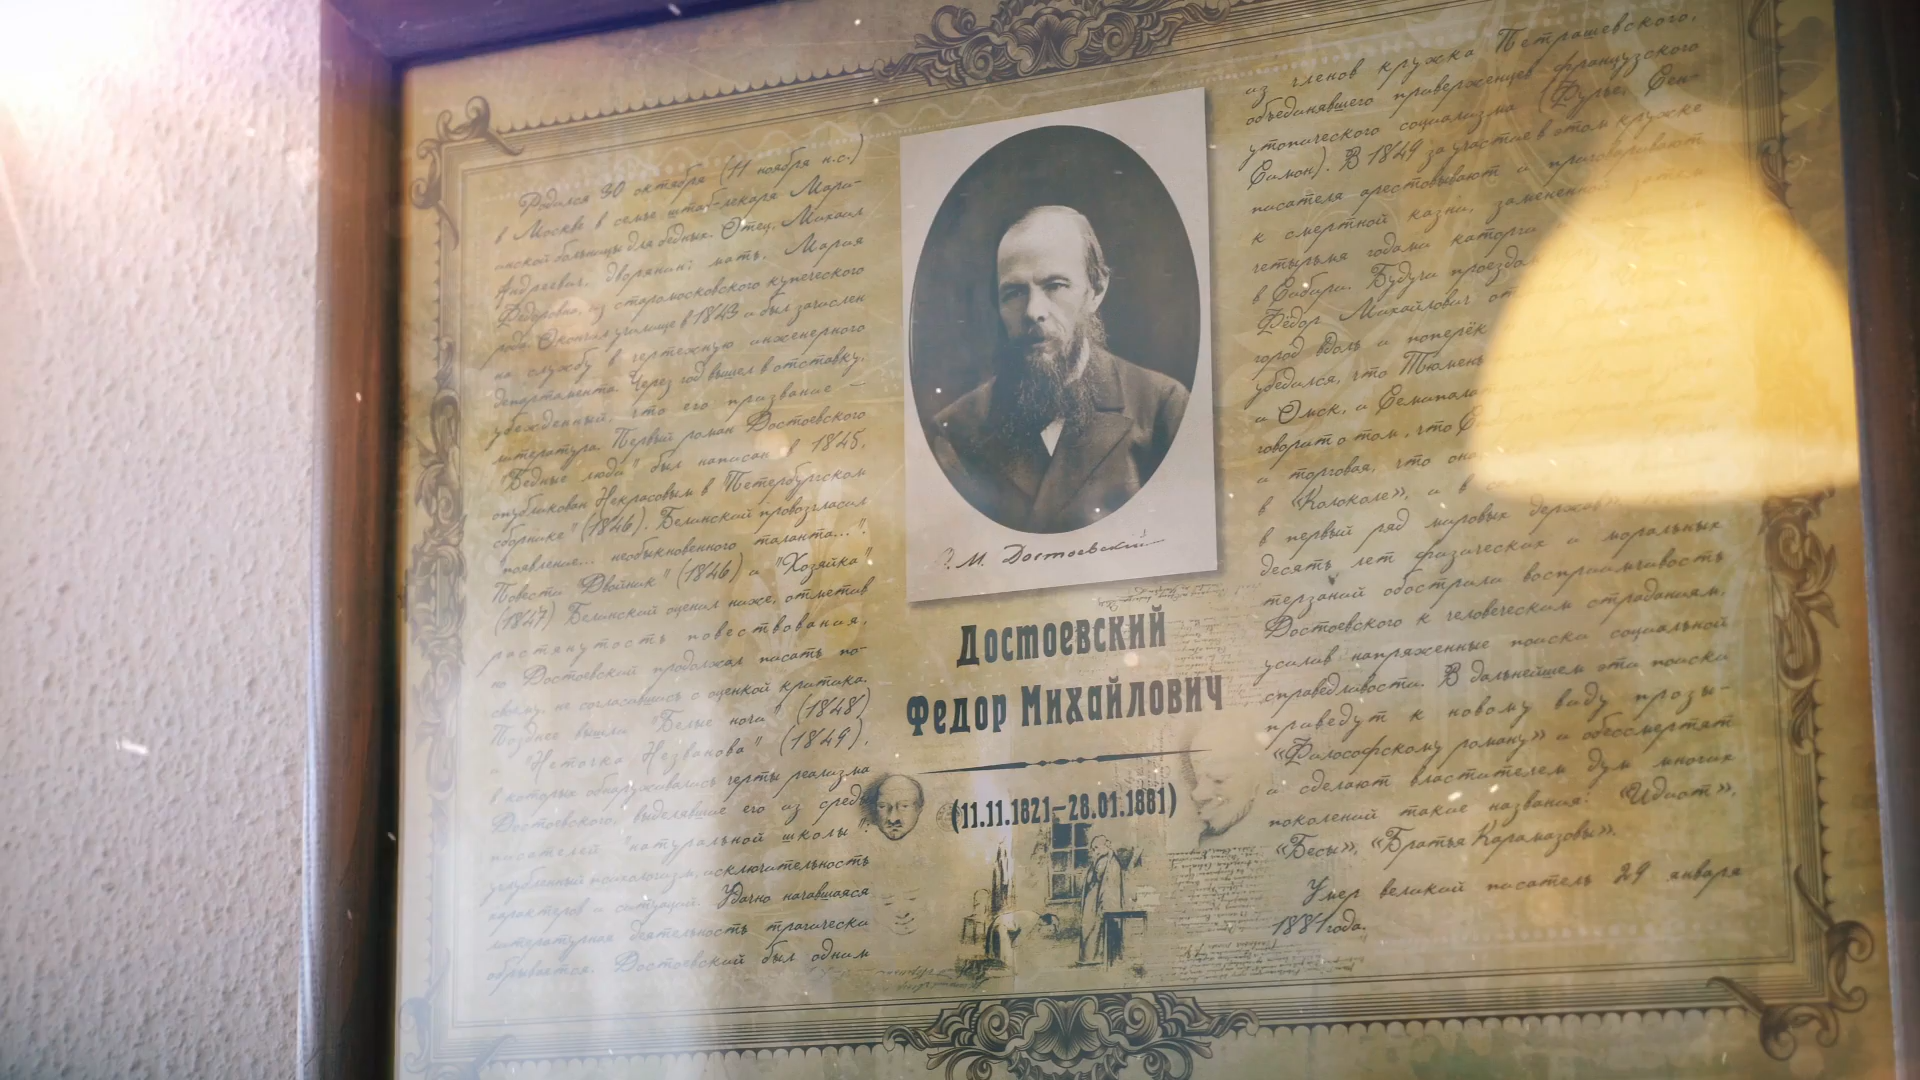 Родился 30 октября (11 ноября н.с.)
в Москве в семье штаб-лекаря Мари-
инской больницы для бедных. Отец, Михаил
Андреевич, дворянин; мать, Мария
Федоровна, из старомосковского купеческого
рода. Окончил училище в 1843 и был зачислен
на службу в чертежную инженерного
департамента. Через год вышел в отставку,
убежденный, что его призвание —
литература. Первый роман Достоевского
"Бедные люди" был написан в 1845,
опубликован Некрасовым в "Петербургском
сборнике" (1846). Белинский провозгласил
"появление... необыкновенного таланта...".
Повести "Двойник" (1846) и "Хозяйка"
(1847) Белинский оценил ниже, отметив
растянутость повествования,
но Достоевский продолжал писать по-
своему, не согласившись с оценкой критика.
Позднее вышли "Белые ночи" (1848)
и "Неточка Незванова" (1849),
в которых обнаружились черты реализма
Достоевского, выделявшие его из среды
писателей "натуральной школы":
углубленный психологизм, исключительность
характеров и ситуаций. Удачно начавшаяся
литературная деятельность трагически
обрывается. Достоевский был одним
Ф. М. Достоевский
Достоевский
Федор Михайлович
(11.11.1821-28.01.1881)
из членов кружка Петрашевского,
объединявшего приверженцев французского
утопического социализма (Фурье, Сен-
Симон). В 1849 за участие в этом кружке
писателя арестовывают и приговаривают
к смертной казни, замененной затем
четырьмя годами каторги
в Сибири. Будучи проездом
Фёдор Михайлович
город вдоль и поперёк
убедился, что Тюмень
и Омск, и
говорит о том, что
и торговая, что она
в «Колоколе», и в
в первый ряд мировых держав
десять лет физических и моральных
терзаний обострили восприимчивость
Достоевского к человеческим страданиям,
усилив напряженные поиски социальной
справедливости. В дальнейшем эти поиски
приведут к новому виду прозы-
«Философскому роману» и обессмертят
и сделают властителем дум многих
поколений такие названия: «Идиот»,
«Бесы», «Братья Карамазовы».
Умер великий писатель 29 января
1881 года.